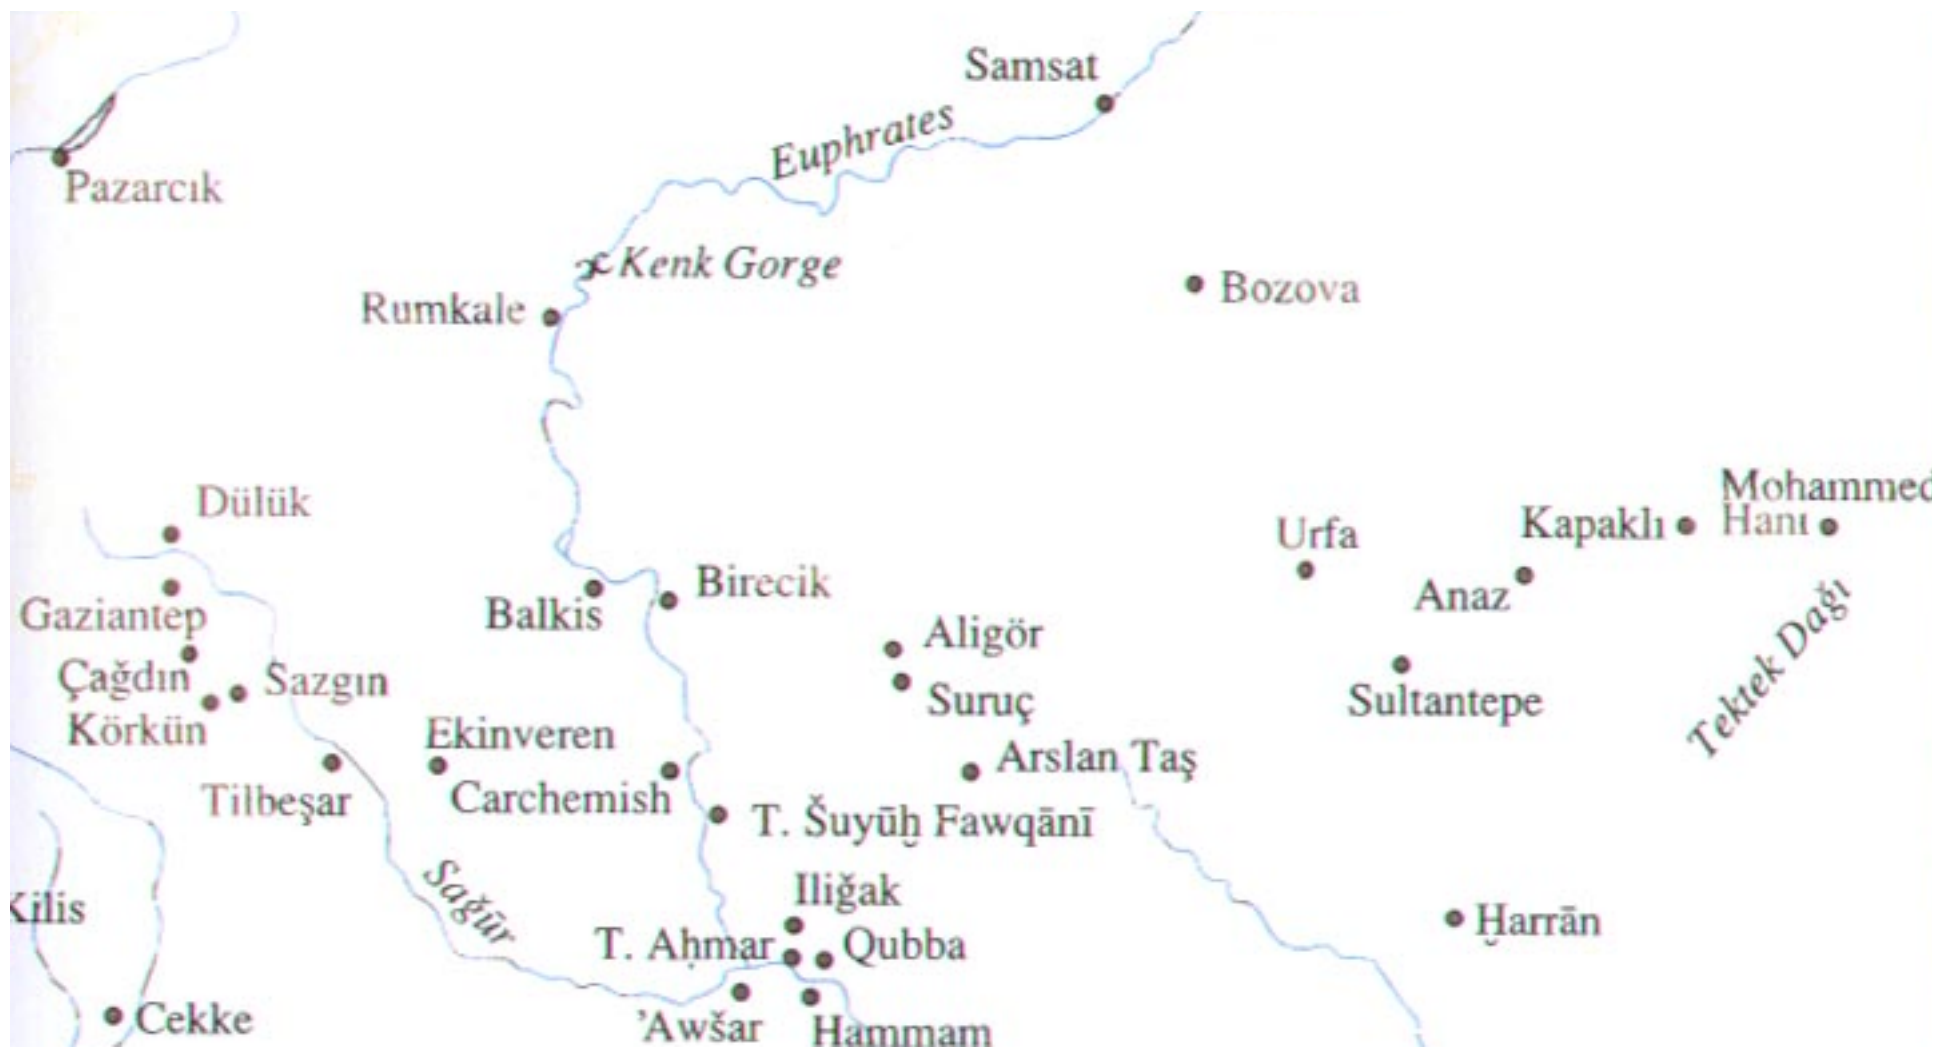 Samsat
Euphrates
Pazarcık
Kenk Gorge
Bozova
Rumkale
Mohammed
Hanı
Dülük
Kapaklı
Urfa
Birecik
Anaz
Balkis
Gaziantep
Aligör
Çağdın
Sazgın
Suruç
Sultantepe
Tektek Dağı
Körkün
Ekinveren
Arslan Taş
Tilbeşar
Carchemish
T. Šuyūḫ Fawqānī
Sağūr
Iliğak
Kilis
Ḫarrān
T. Aḥmar
Qubba
Cekke
’Awšar
Hammam